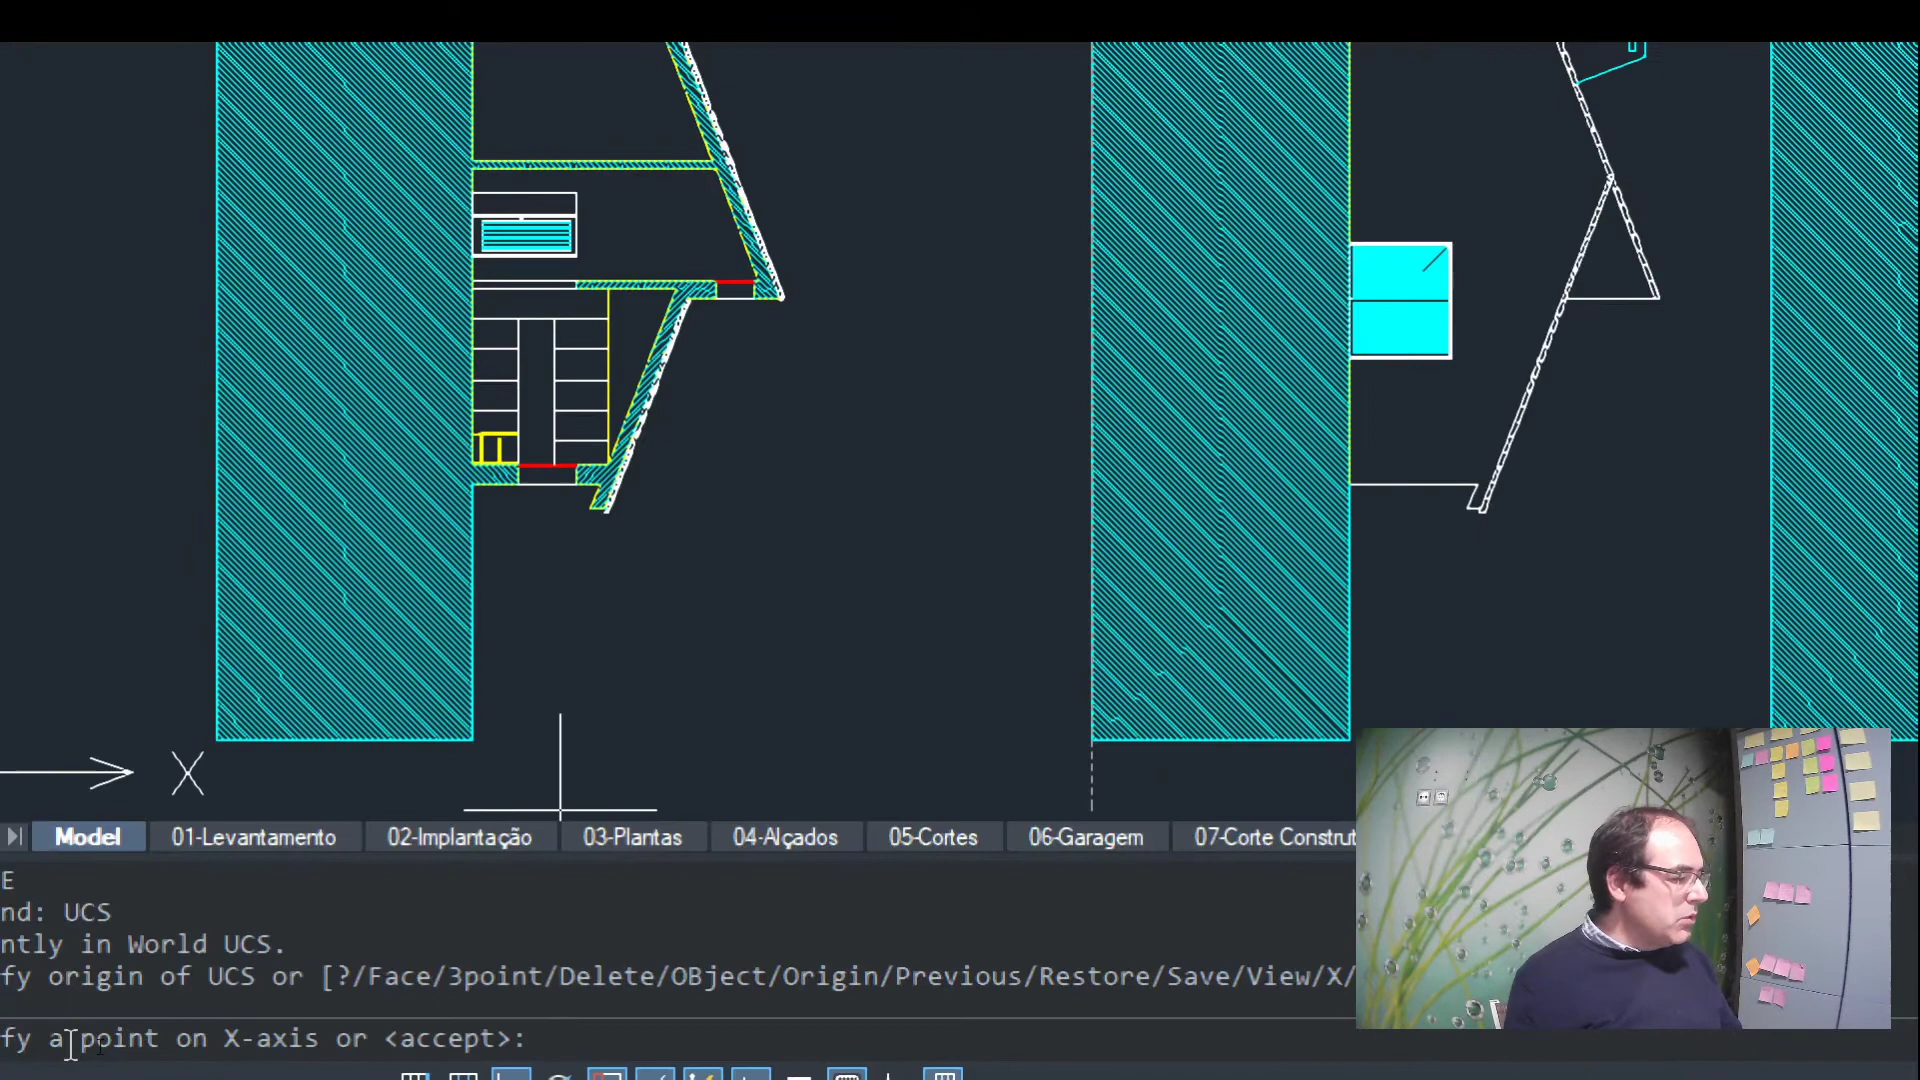 X
Model 01-Levantamento 02-Implantação 03-Plantas 04-Alçados 05-Cortes 06-Garagem 07-Corte Construt
E
nd: UCS
ntly in World UCS.
fy origin of UCS or [?/Face/3point/Delete/OBject/Origin/Previous/Restore/Save/View/X/
fy a point on X-axis or <accept>: